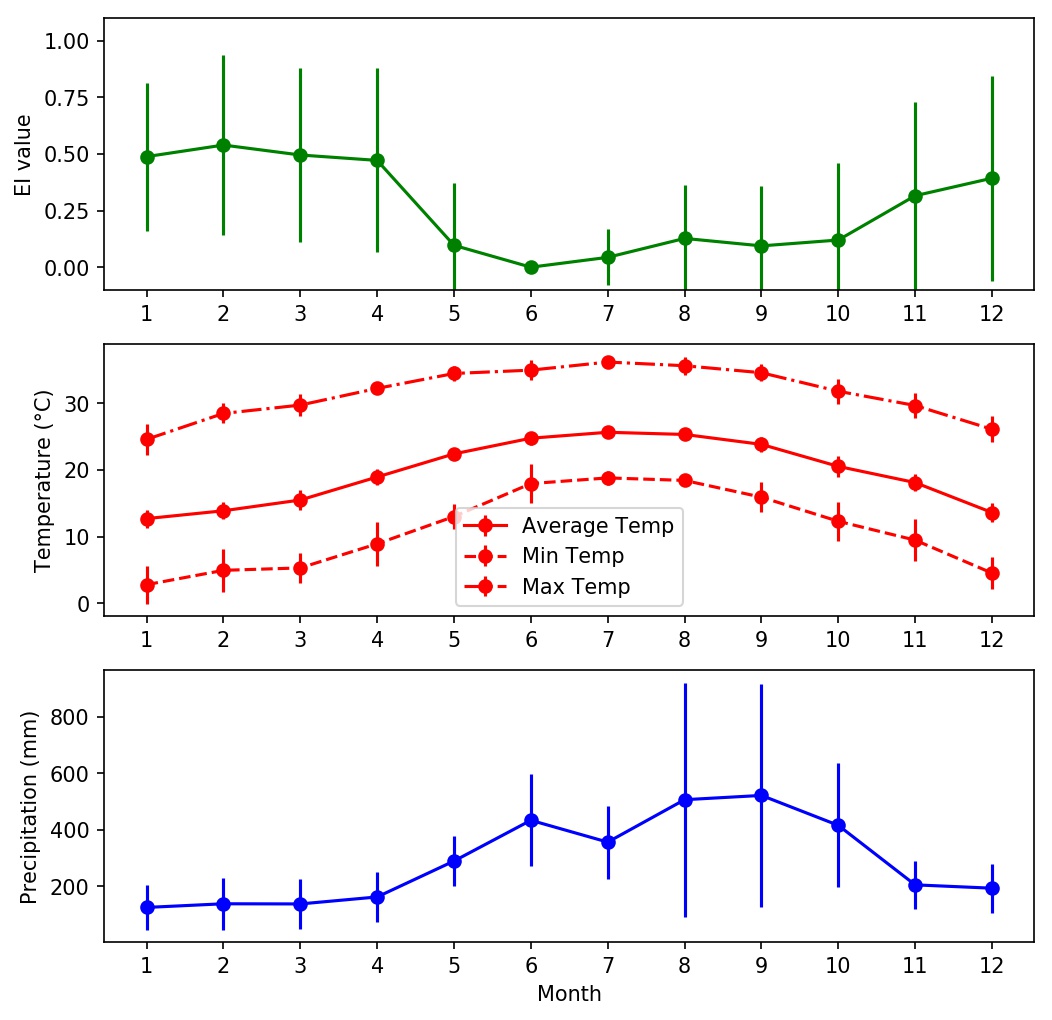 EI value
1.00
0.75
0.50
0.25
0.00
1 2 3 4 5 6 7 8 9 10 11 12
Temperature (°C)
30
20
10
0
Average Temp
Min Temp
Max Temp
1 2 3 4 5 6 7 8 9 10 11 12
Precipitation (mm)
800
600
400
200
1 2 3 4 5 6 7 8 9 10 11 12
Month